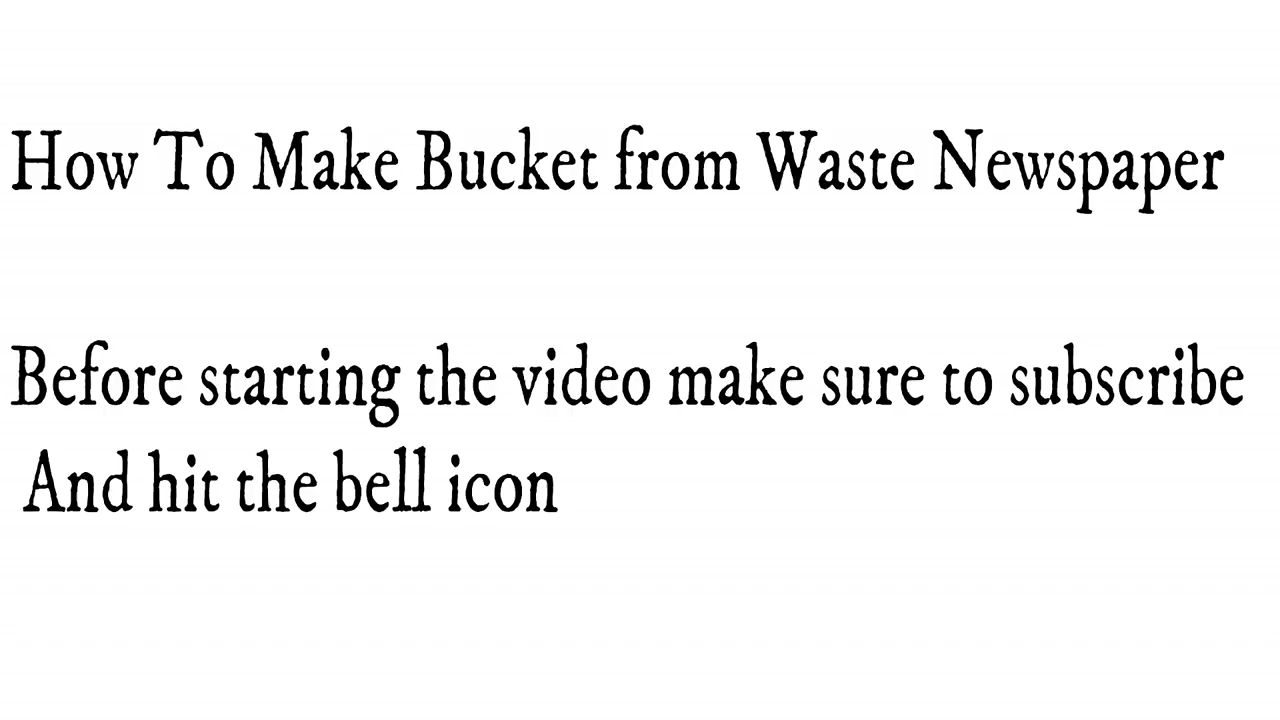 How To Make Bucket from Waste Newspaper
Before starting the video make sure to subscribe
And hit the bell icon